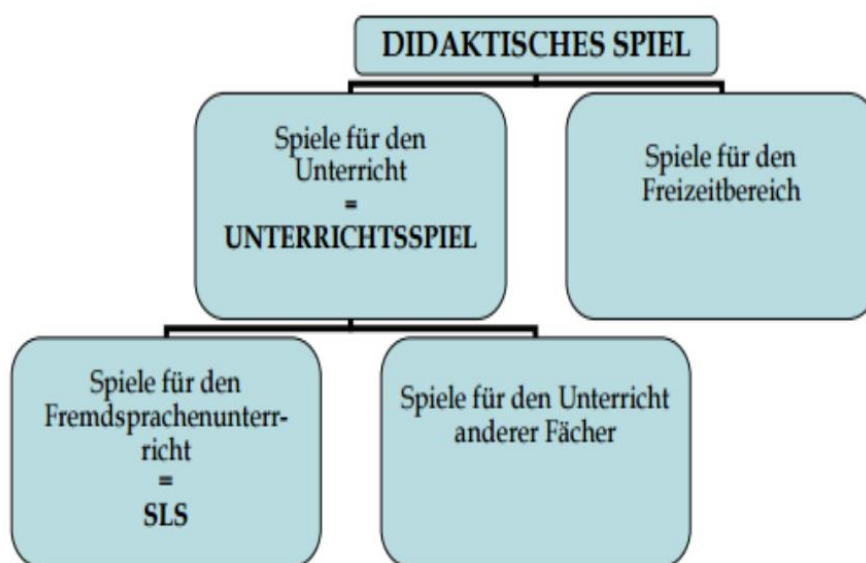 DIDAKTISCHES SPIEL
Spiele für den
Unterricht
=
UNTERRICHTSSPIEL
Spiele für den
Freizeitbereich
Spiele für den
Fremdsprachenunterr-
richt
=
SLS
Spiele für den Unterricht
anderer Fächer